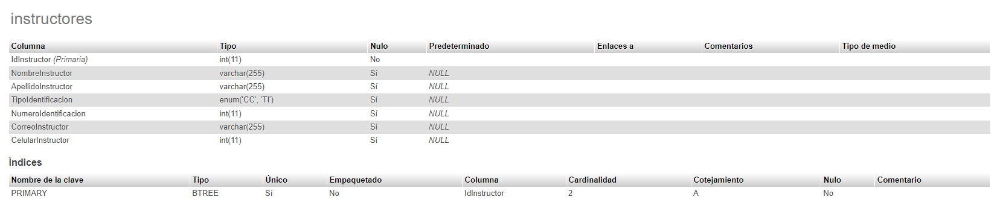 instructores
Columna Tipo Nulo Predeterminado Enlaces a Comentarios Tipo de medio
IdInstructor (Primaria) int(11) No
NombreInstructor varchar(255) Sí NULL
ApellidoInstructor varchar(255) Sí NULL
TipoIdentificacion enum('CC', 'TI') Sí NULL
NumeroIdentificacion int(11) Sí NULL
CorreoInstructor varchar(255) Sí NULL
CelularInstructor int(11) Sí NULL
Índices
Nombre de la clave Tipo Único Empaquetado Columna Cardinalidad Cotejamiento Nulo Comentario
PRIMARY BTREE Sí No IdInstructor 2 A No